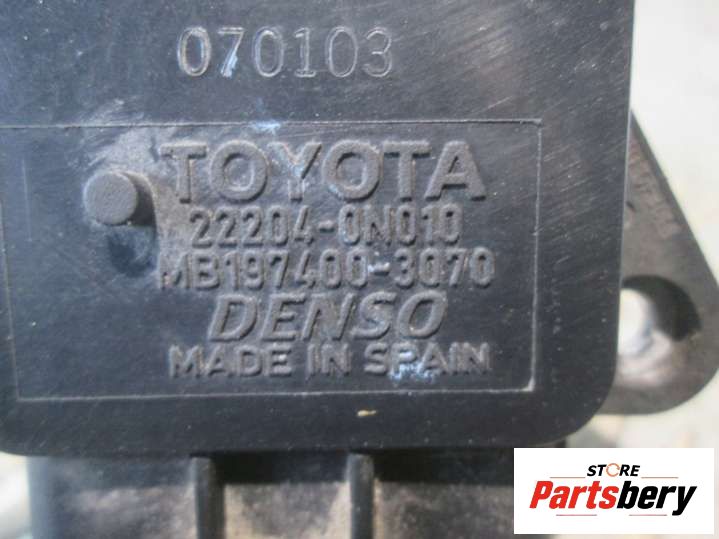 070103
TOYOTA
22204-0N010
MB197400-3070
DENSO
MADE IN SPAIN
STORE
Partsbery